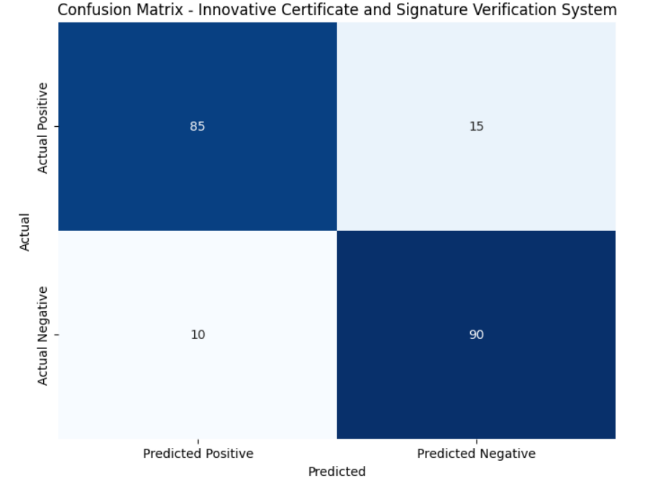 Confusion Matrix - Innovative Certificate and Signature Verification System
Actual Positive
85
15
Actual
Actual Negative
10
90
Predicted Positive
Predicted Negative
Predicted